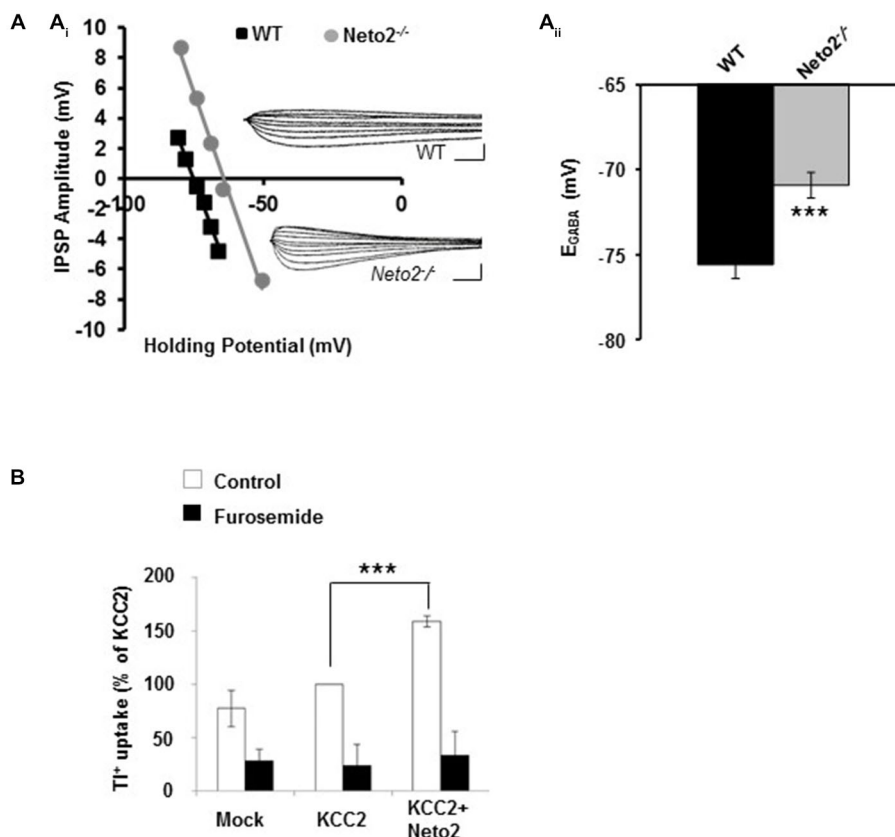 A
Ai
WT
Neto2-/-
IPSP Amplitude (mV)
10
8
6
4
2
0
-2
-4
-6
-8
-10
-100
-50
0
WT
Neto2-/-
Holding Potential (mV)
Aii
WT
Neto2-/-
EGABA (mV)
-65
-70
-75
-80
***
B
Control
Furosemide
***
Tl+ uptake (% of KCC2)
200
150
100
50
0
Mock
KCC2
KCC2+
Neto2